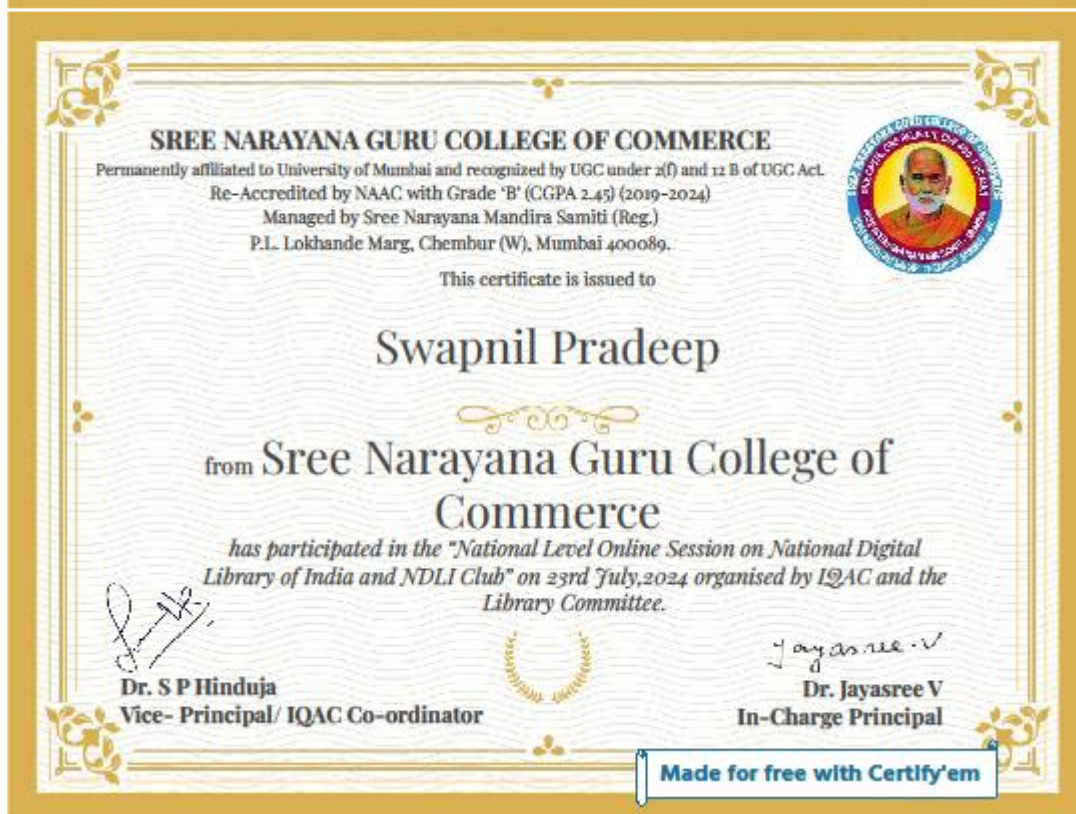 SREE NARAYANA GURU COLLEGE OF COMMERCE
Permanently affiliated to University of Mumbai and recognized by UGC under 2(f) and 12 B of UGC Act.
Re-Accredited by NAAC with Grade ‘B’ (CGPA 2.45) (2019-2024)
Managed by Sree Narayana Mandira Samiti (Reg.)
P.L. Lokhande Marg, Chembur (W), Mumbai 400089.
This certificate is issued to
Swapnil Pradeep
from Sree Narayana Guru College of
Commerce
has participated in the "National Level Online Session on National Digital
Library of India and NDLI Club" on 23rd July,2024 organised by IQAC and the
Library Committee.
Jayasree.V
Dr. S P Hinduja
Vice- Principal/ IQAC Co-ordinator
Dr. Jayasree V
In-Charge Principal
Made for free with Certify'em